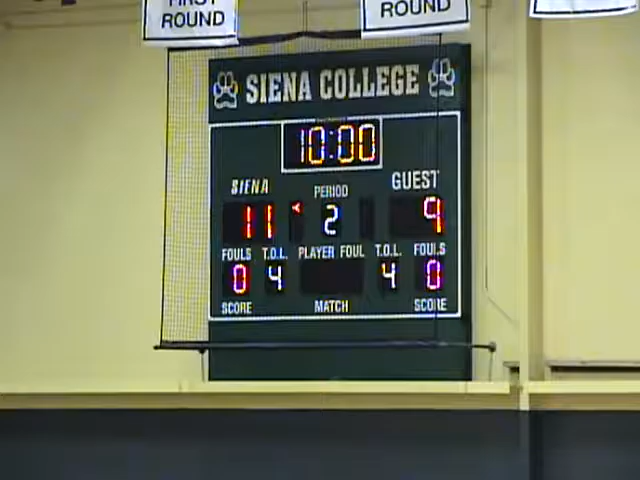 FIRST
ROUND
ROUND
SIENA COLLEGE
10:00
SIENA PERIOD GUEST
11 2 9
FOULS T.O.L. PLAYER FOUL T.O.L. FOULS
0 4 4 0
SCORE MATCH SCORE